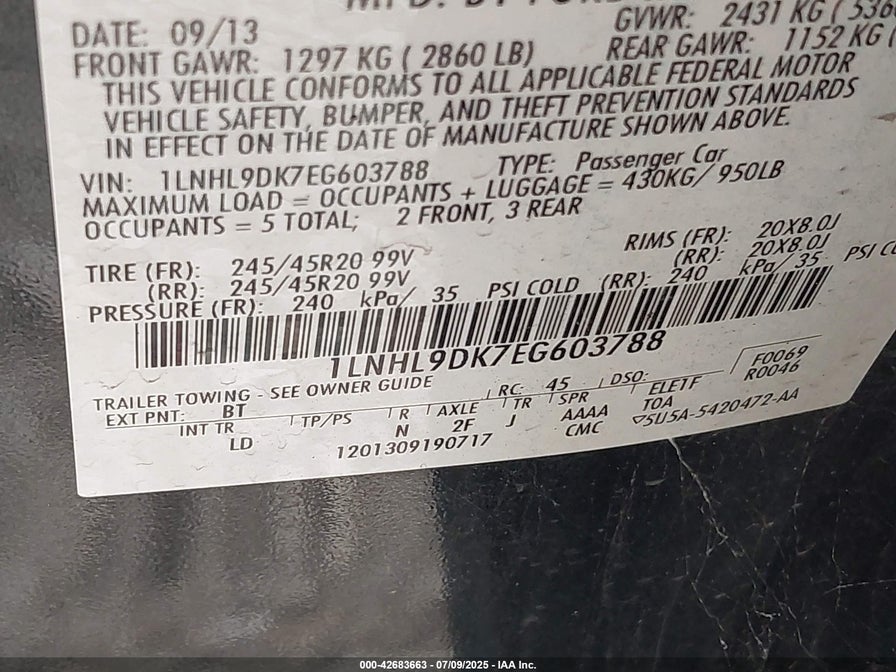 DATE: 09/13
GVWR: 2431 KG
FRONT GAWR: 1297 KG ( 2860 LB)
REAR GAWR: 1152 KG (
THIS VEHICLE CONFORMS TO ALL APPLICABLE FEDERAL MOTOR
VEHICLE SAFETY, BUMPER, AND THEFT PREVENTION STANDARDS
IN EFFECT ON THE DATE OF MANUFACTURE SHOWN ABOVE.
VIN: 1LNHL9DK7EG603788
TYPE: Passenger Car
MAXIMUM LOAD = OCCUPANTS + LUGGAGE = 430KG/ 950LB
OCCUPANTS = 5 TOTAL; 2 FRONT, 3 REAR
TIRE (FR): 245/45R20 99V
RIMS (FR): 20X8.0J
(RR): 245/45R20 99V
(RR): 20X8.0J
PRESSURE (FR): 240 kPa/ 35 PSI COLD (RR): 240 kPa/ 35
1LNHL9DK7EG603788
TRAILER TOWING - SEE OWNER GUIDE
RC: 45 DSO: F0069
EXT PNT: BT
R0046
INT TR TP/PS R AXLE TR SPR ELETF
LD N 2F J AAAA TOA
CMC 5U5A-5420472-AA
1201309190717
000-42683663 - 07/09/2025 - IAA Inc.